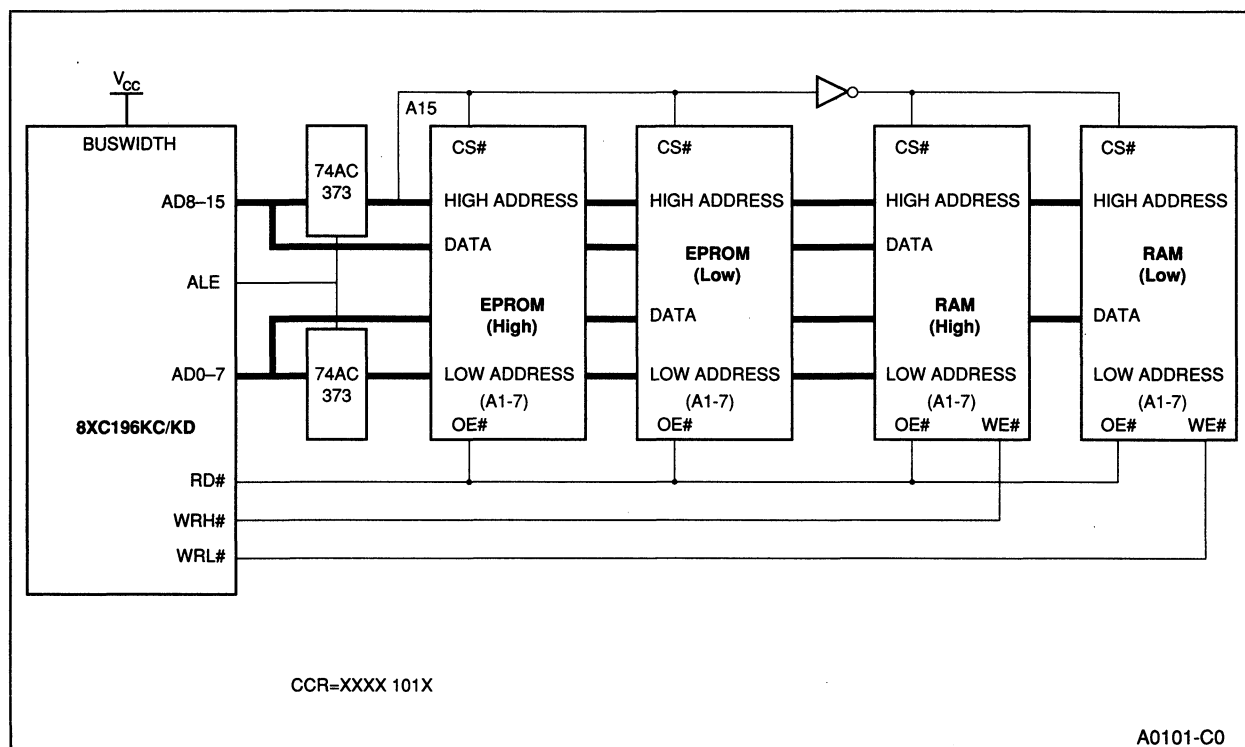 VCC
BUSWIDTH
AD8–15
ALE
AD0–7
8XC196KC/KD
RD#
WRH#
WRL#
74AC
373
74AC
373
A15
CS#
HIGH ADDRESS
DATA
EPROM
(High)
LOW ADDRESS
(A1-7)
OE#
CS#
HIGH ADDRESS
EPROM
(Low)
DATA
LOW ADDRESS
(A1-7)
OE#
CS#
HIGH ADDRESS
DATA
RAM
(High)
LOW ADDRESS
(A1-7)
OE# WE#
CS#
HIGH ADDRESS
RAM
(Low)
DATA
LOW ADDRESS
(A1-7)
OE# WE#
CCR=XXXX 101X
A0101-C0